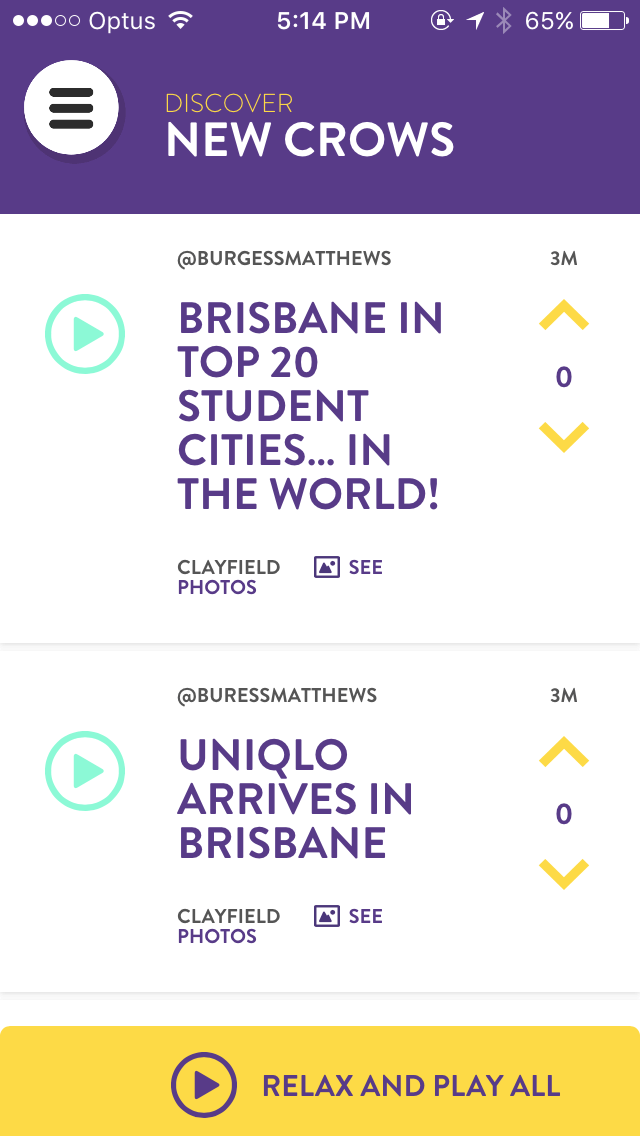 Optus 5:14 PM 65%
DISCOVER
NEW CROWS
@BURGESSMATTHEWS 3M
BRISBANE IN
TOP 20
STUDENT
CITIES... IN
THE WORLD!
0
CLAYFIELD SEE
PHOTOS
@BURESSMATTHEWS 3M
UNIQLO
ARRIVES IN
BRISBANE
0
CLAYFIELD SEE
PHOTOS
RELAX AND PLAY ALL